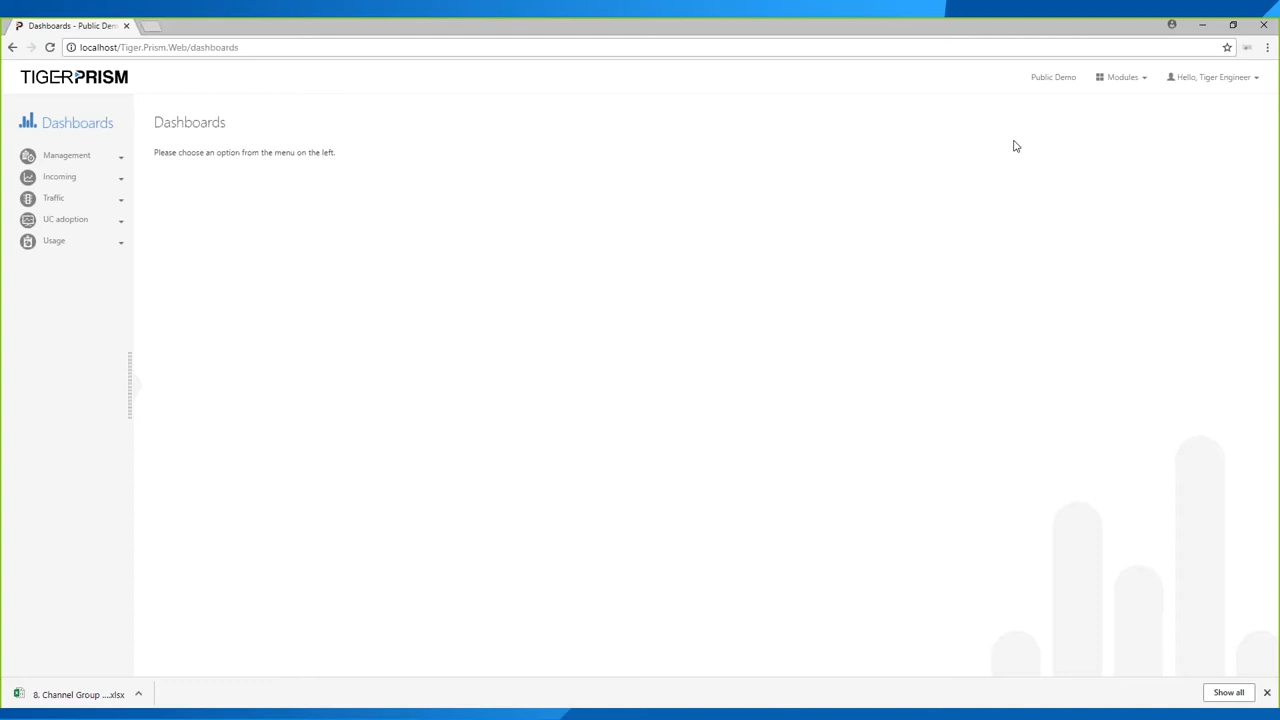 Dashboards - Public Dem
localhost/Tiger.Prism.Web/dashboards
TIGERPRISM
Public Demo
Modules
Hello, Tiger Engineer
Dashboards
Management
Incoming
Traffic
UC adoption
Usage
Dashboards
Please choose an option from the menu on the left.
8. Channel Group ....xlsx
Show all